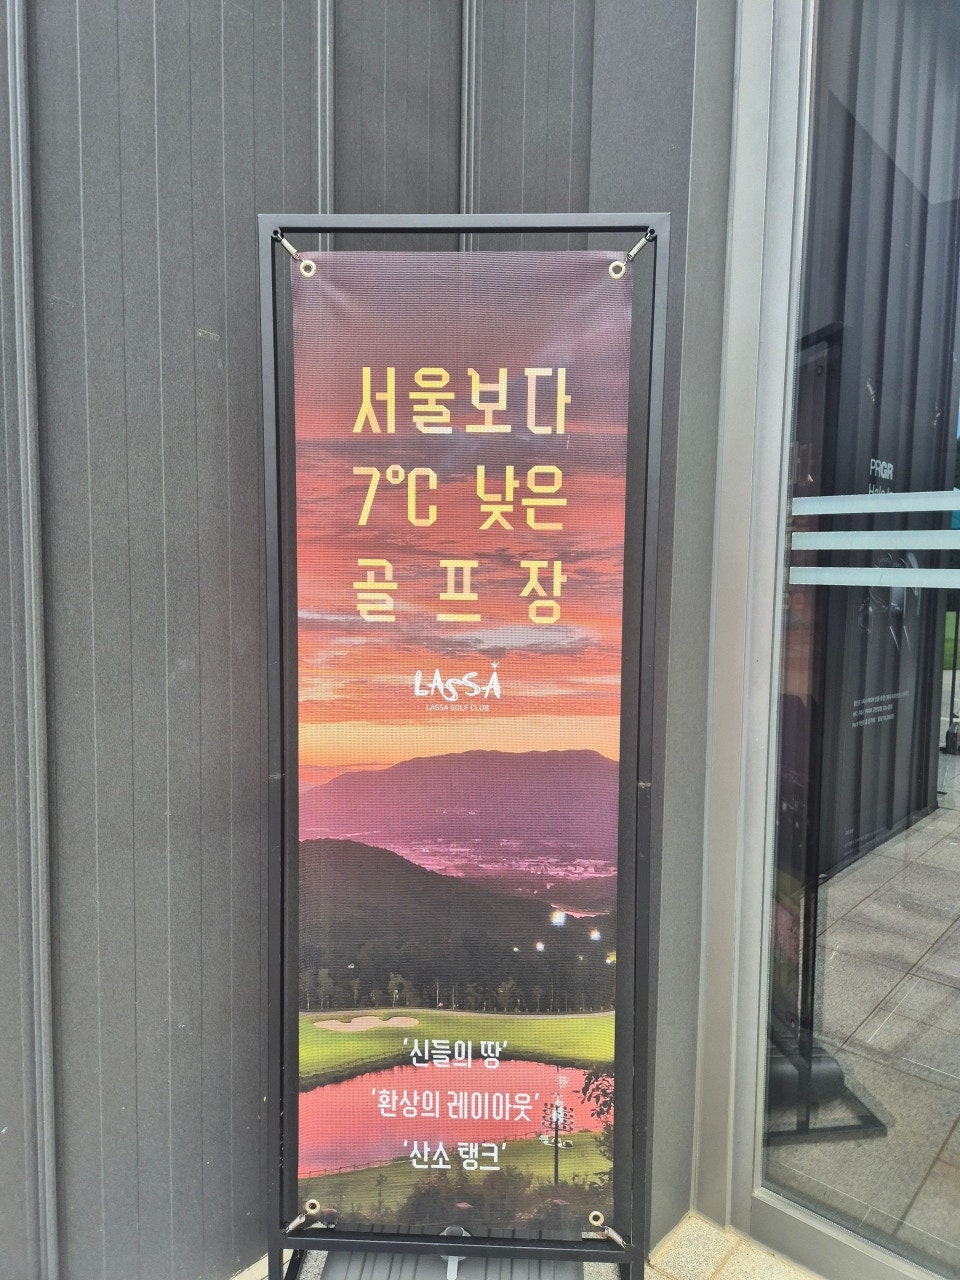 서울보다
7℃ 낮은
골프장
LASSA
LASSA GOLF CLUB
'신들의 땅'
'환상의 레이아웃'
'산소 탱크'
PRGR